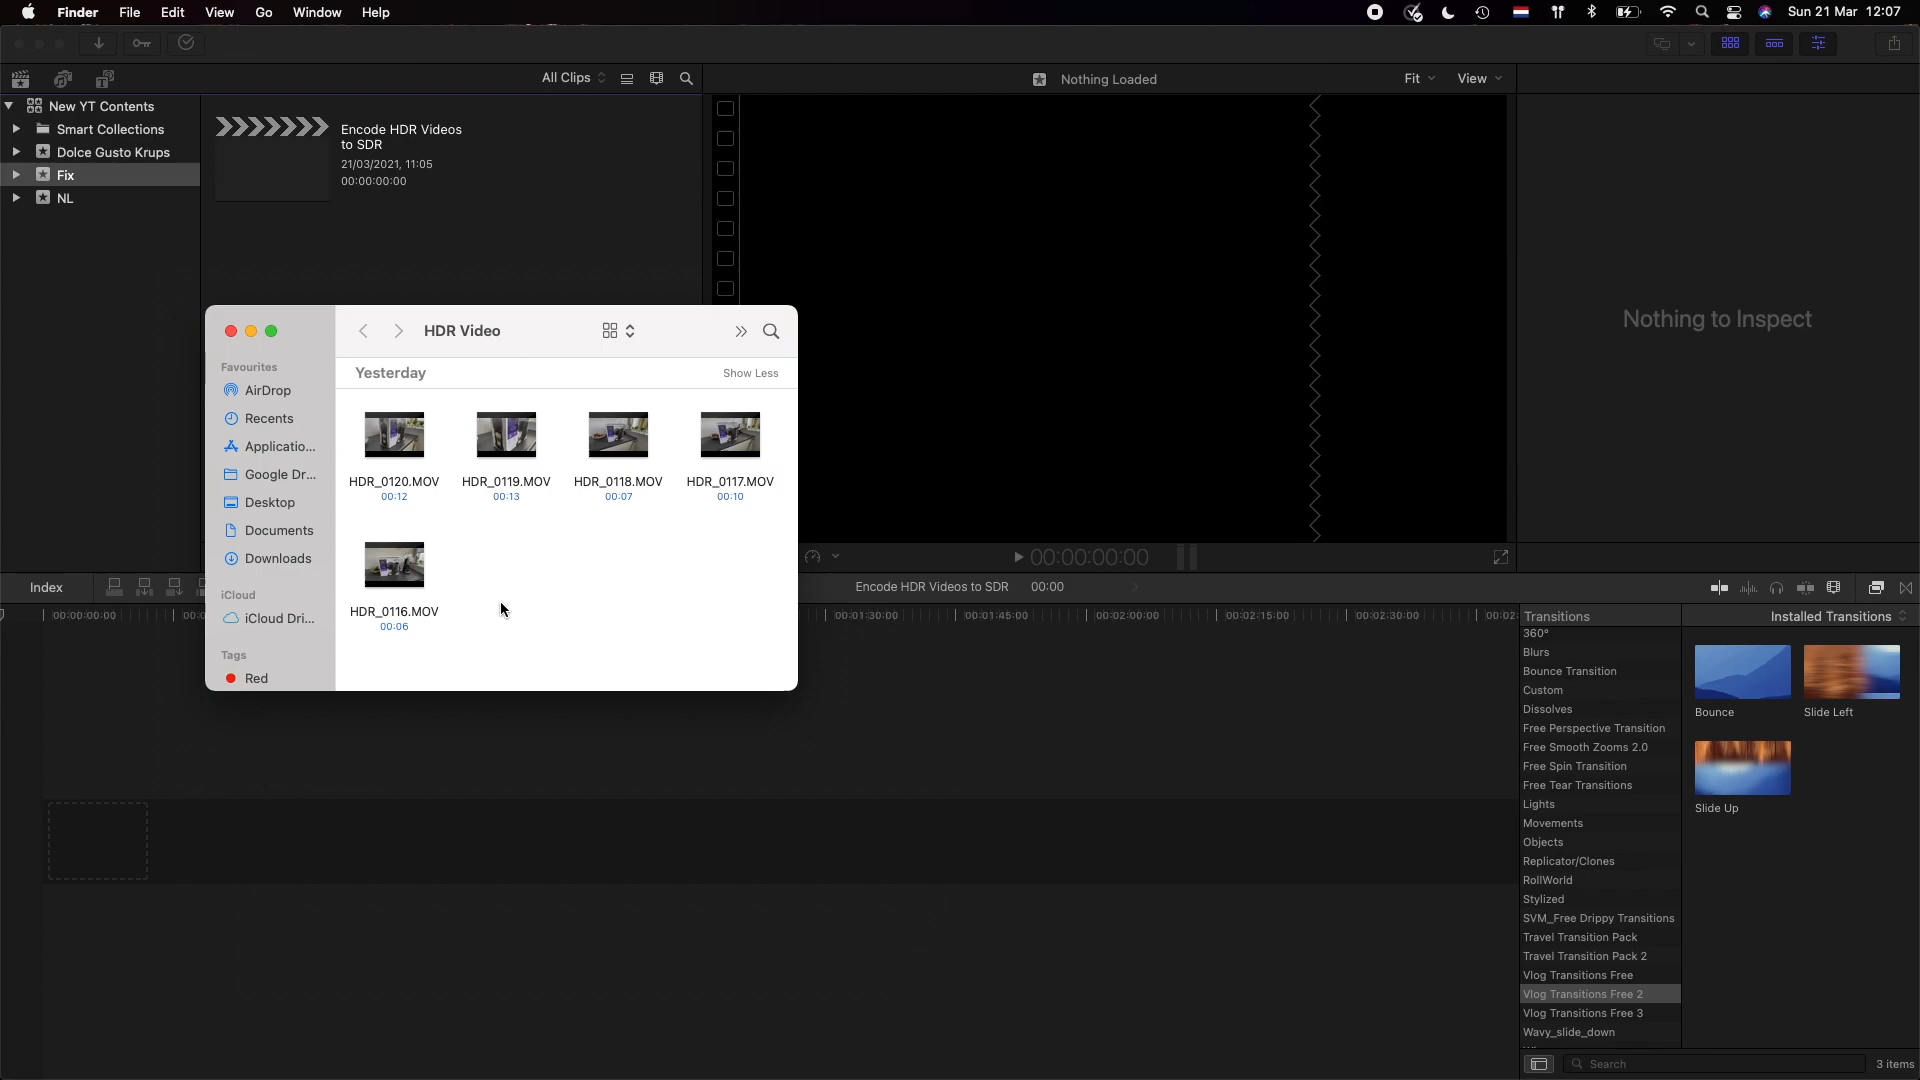 Finder File Edit View Go Window Help Sun 21 Mar 12:07
All Clips Nothing Loaded Fit View
New YT Contents
Smart Collections
Dolce Gusto Krups
Fix
NL
Encode HDR Videos
to SDR
21/03/2021, 11:05
00:00:00:00
Nothing to Inspect
HDR Video
Favourites
AirDrop
Recents
Applicatio...
Google Dr...
Desktop
Documents
Downloads
iCloud
iCloud Dri...
Tags
Red
Yesterday Show Less
HDR_0120.MOV HDR_0119.MOV HDR_0118.MOV HDR_0117.MOV
00:12 00:13 00:07 00:10
HDR_0116.MOV
00:06
00:00:00:00
Index Encode HDR Videos to SDR 00:00
00:00:00:00 00:01:30:00 00:01:45:00 00:02:00:00 00:02:15:00 00:02:30:00
Transitions Installed Transitions
360°
Blurs
Bounce Transition
Custom
Dissolves
Free Perspective Transition
Free Smooth Zooms 2.0
Free Spin Transition
Free Tear Transitions
Lights
Movements
Objects
Replicator/Clones
RollWorld
Stylized
SVM_Free Drippy Transitions
Travel Transition Pack
Travel Transition Pack 2
Vlog Transitions Free
Vlog Transitions Free 2
Vlog Transitions Free 3
Wavy_slide_down
Bounce Slide Left
Slide Up
Search 3 items